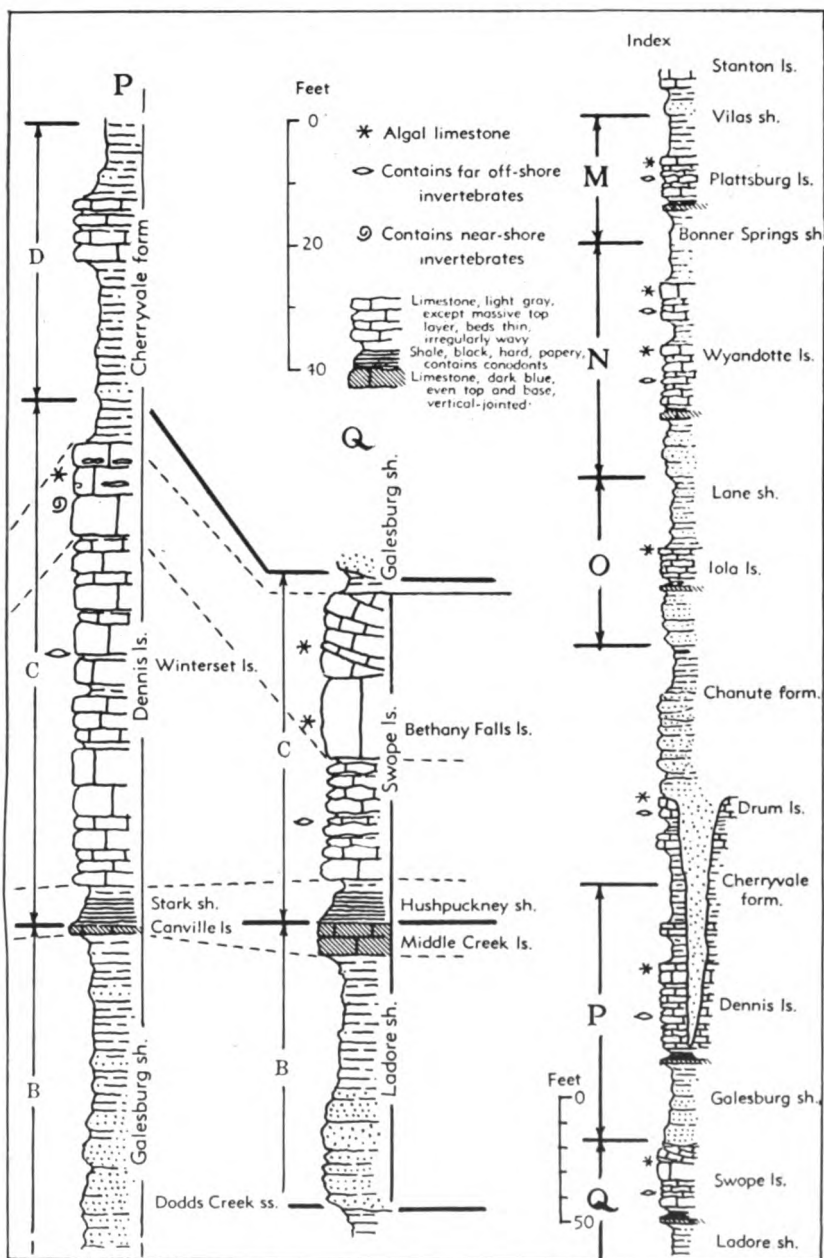 P
D
Cherryvale form
C
Dennis ls.
Winterset ls.
Stark sh.
Canville ls
B
Galesburg sh.
Dodds Creek ss.
Feet
0
20
40
Algal limestone
Contains far off-shore
invertebrates
Contains near-shore
invertebrates
Limestone, light gray,
except massive top
layer, beds thin,
irregularly wavy
Shale, black, hard, papery,
contains conodonts
Limestone, dark blue,
even top and base,
vertical-jointed.
Q
Galesburg sh.
C
Swope ls.
Bethany Falls ls.
Hushpuckney sh.
Middle Creek ls.
B
Ladore sh.
Index
Stanton ls.
Vilas sh.
M
Plattsburg ls.
Bonner Springs sh.
N
Wyandotte ls.
Lane sh.
O
Iola ls.
Chanute form.
Drum ls.
Cherryvale
form.
P
Dennis ls.
Feet
0
Galesburg sh.
Q
Swope ls.
50
Ladore sh.